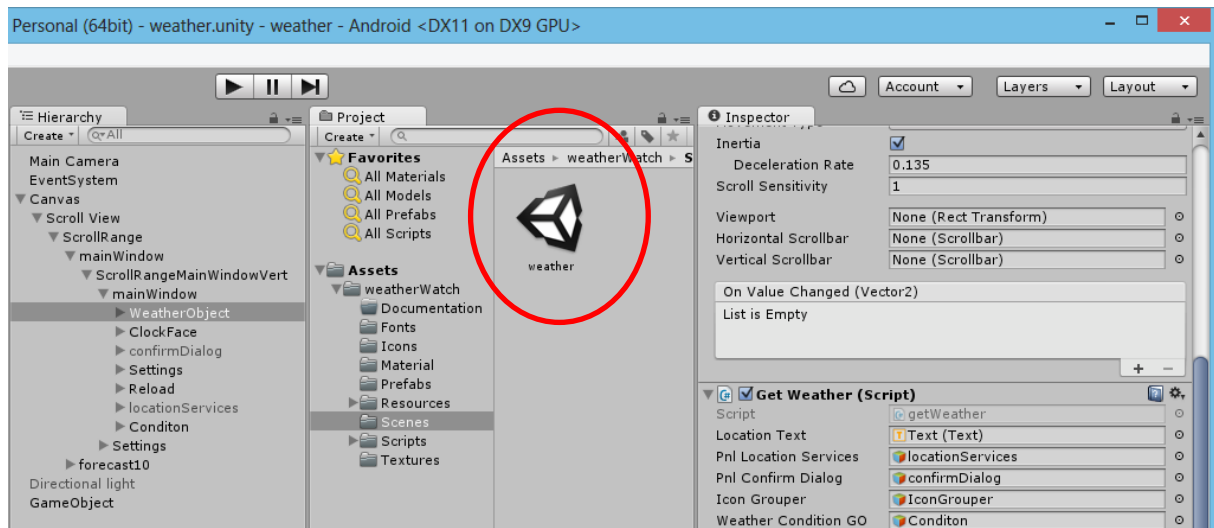 Personal (64bit) - weather.unity - weather - Android <DX11 on DX9 GPU>
Account
Layers
Layout
Hierarchy
Create
All
Main Camera
EventSystem
Canvas
Scroll View
ScrollRange
mainWindow
ScrollRangeMainWindowVert
mainWindow
WeatherObject
ClockFace
confirmDialog
Settings
Reload
locationServices
Conditon
Settings
forecast10
Directional light
GameObject
Project
Create
Favorites
All Materials
All Models
All Prefabs
All Scripts
Assets
weatherWatch
Documentation
Fonts
Icons
Material
Prefabs
Resources
Scenes
Scripts
Textures
Assets ▸ weatherWatch ▸ S
weather
Inspector
Inertia
Deceleration Rate 0.135
Scroll Sensitivity 1
Viewport None (Rect Transform)
Horizontal Scrollbar None (Scrollbar)
Vertical Scrollbar None (Scrollbar)
On Value Changed (Vector2)
List is Empty
Get Weather (Script)
Script getWeather
Location Text Text (Text)
Pnl Location Services locationServices
Pnl Confirm Dialog confirmDialog
Icon Grouper IconGrouper
Weather Condition GO Conditon